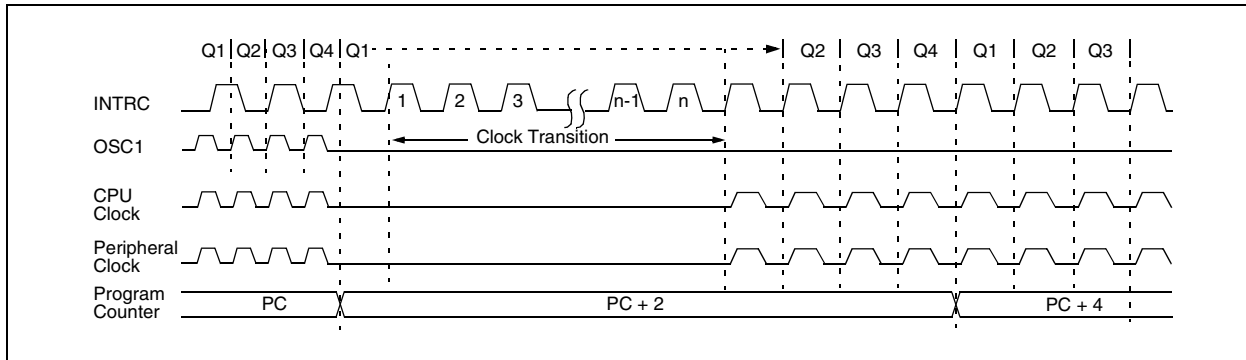 Q1 Q2 Q3 Q4 Q1 Q2 Q3 Q4 Q1 Q2 Q3
INTRC 1 2 3 n-1 n
OSC1 Clock Transition
CPU
Clock
Peripheral
Clock
Program
Counter
PC PC + 2 PC + 4